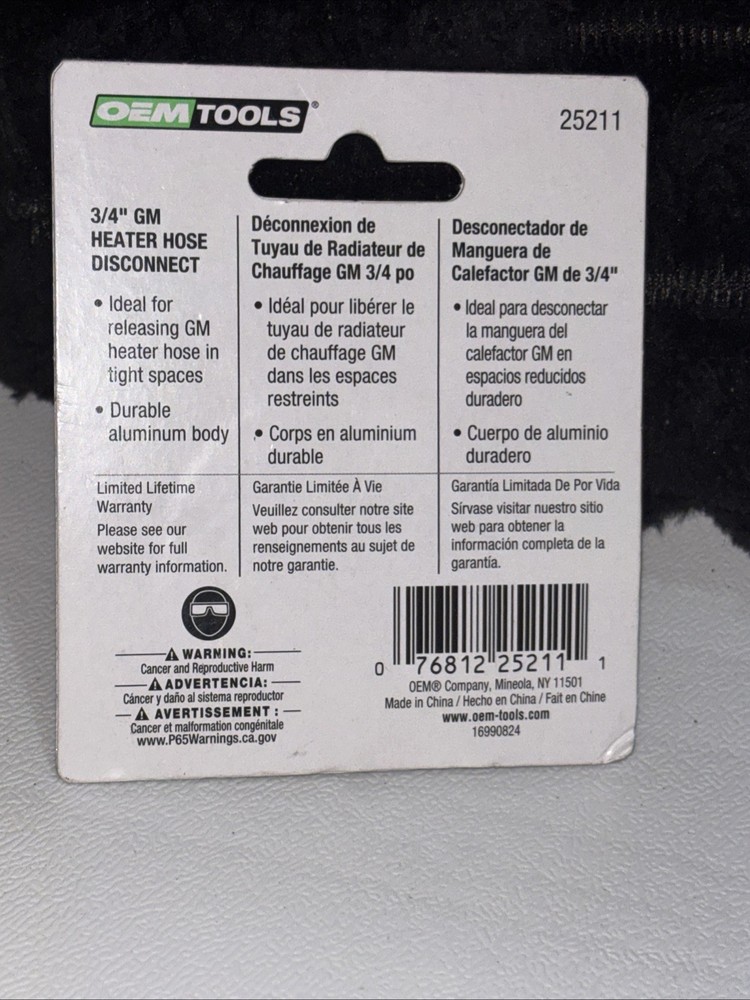 OEMTOOLS®
25211
3/4" GM
HEATER HOSE
DISCONNECT
• Ideal for
releasing GM
heater hose in
tight spaces
• Durable
aluminum body
Limited Lifetime
Warranty
Please see our
website for full
warranty information.
Déconnexion de
Tuyau de Radiateur de
Chauffage GM 3/4 po
• Idéal pour libérer le
tuyau de radiateur
de chauffage GM
dans les espaces
restreints
• Corps en aluminium
durable
Garantie Limitée À Vie
Veuillez consulter notre site
web pour obtenir tous les
renseignements au sujet de
notre garantie.
Desconectador de
Manguera de
Calefactor GM de 3/4"
• Ideal para desconectar
la manguera del
calefactor GM en
espacios reducidos
duradero
• Cuerpo de aluminio
duradero
Garantía Limitada De Por Vida
Sírvase visitar nuestro sitio
web para obtener la
información completa de la
garantía.
WARNING:
Cancer and Reproductive Harm
ADVERTENCIA:
Cáncer y daño al sistema reproductor
AVERTISSEMENT :
Cancer et malformation congénitale
www.P65Warnings.ca.gov
0 76812 25211 1
OEM® Company, Mineola, NY 11501
Made in China / Hecho en China / Fait en Chine
www.oem-tools.com
16990824